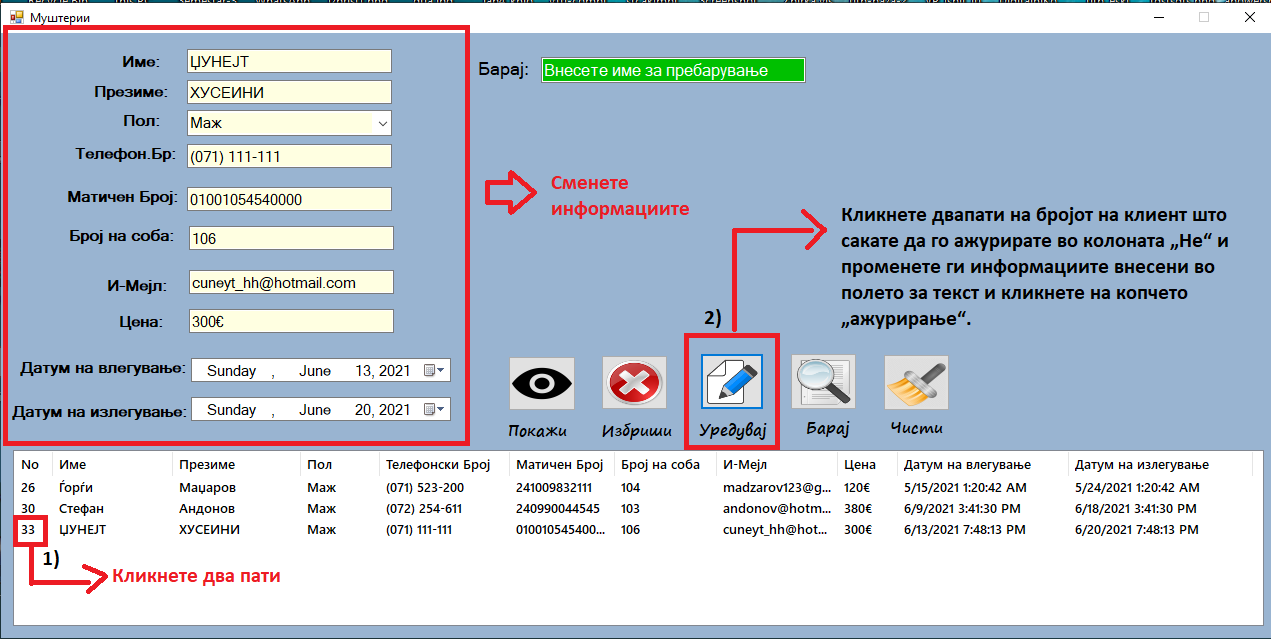 Муштерии
Име: ЏУНЕЈТ
Презиме: ХУСЕИНИ
Пол: Маж
Телефон.Бр: (071) 111-111
Матичен Број: 01001054540000
Број на соба: 106
И-Мејл: cuneyt_hh@hotmail.com
Цена: 300€
Датум на влегување: Sunday , June 13, 2021
Датум на излегување: Sunday , June 20, 2021
Барај: Внесете име за пребарување
Сменете
информациите
2)
Кликнете двапати на бројот на клиент што
сакате да го ажурирате во колоната „Не“ и
променете ги информациите внесени во
полето за текст и кликнете на копчето
„ажурирање“.
Покажи Избриши Уредувај Барај Чисти
No Име Презиме Пол Телефонски Број Матичен Број Број на соба И-Мејл Цена Датум на влегување Датум на излегување
26 Ѓорѓи Маџаров Маж (071) 523-200 241009832111 104 madzarov123@g... 120€ 5/15/2021 1:20:42 AM 5/24/2021 1:20:42 AM
30 Стефан Андонов Маж (072) 254-611 240990044545 103 andonov@hotm... 380€ 6/9/2021 3:41:30 PM 6/18/2021 3:41:30 PM
33 ЏУНЕЈТ ХУСЕИНИ Маж (071) 111-111 010010545400... 106 cuneyt_hh@hot... 300€ 6/13/2021 7:48:13 PM 6/20/2021 7:48:13 PM
1)
Кликнете два пати